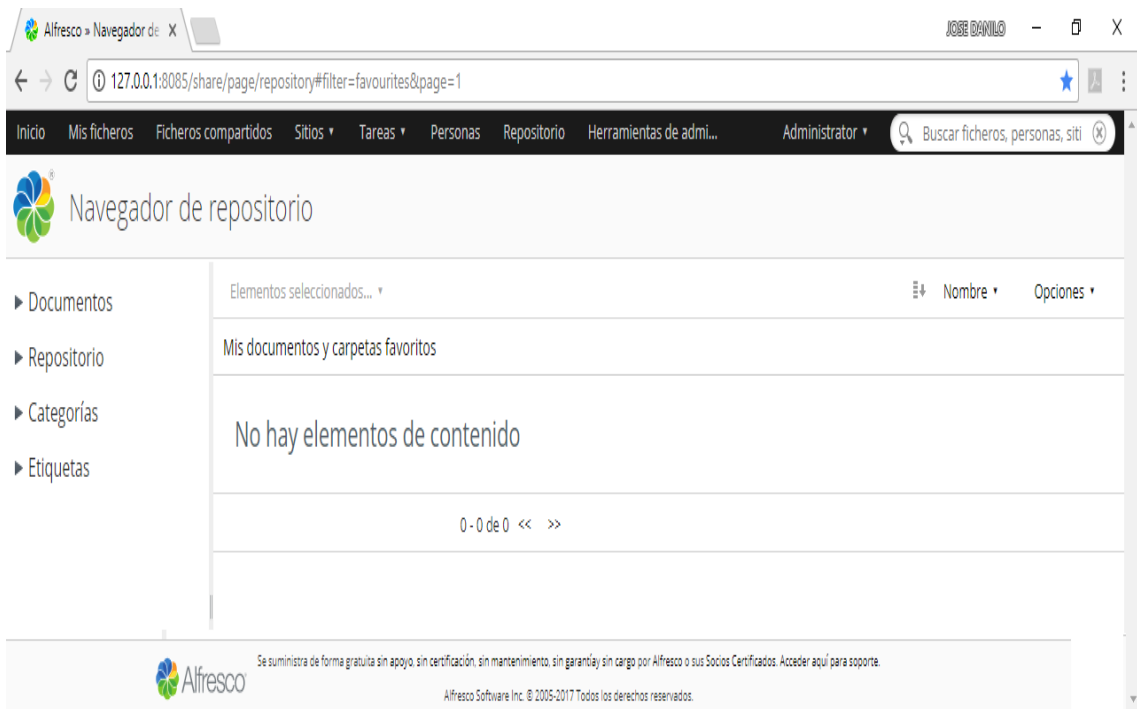 Alfresco » Navegador de
JOSE DANILO
127.0.0.1:8085/share/page/repository#filter=favourites&page=1
Inicio Mis ficheros Ficheros compartidos Sitios Tareas Personas Repositorio Herramientas de admi... Administrator Buscar ficheros, personas, siti
Navegador de repositorio
Documentos
Repositorio
Categorías
Etiquetas
Elementos seleccionados...
Nombre
Opciones
Mis documentos y carpetas favoritos
No hay elementos de contenido
0 - 0 de 0 << >>
Alfresco
Se suministra de forma gratuita sin apoyo, sin certificación, sin mantenimiento, sin garantíay sin cargo por Alfresco o sus Socios Certificados. Acceder aquí para soporte.
Alfresco Software Inc. © 2005-2017 Todos los derechos reservados.